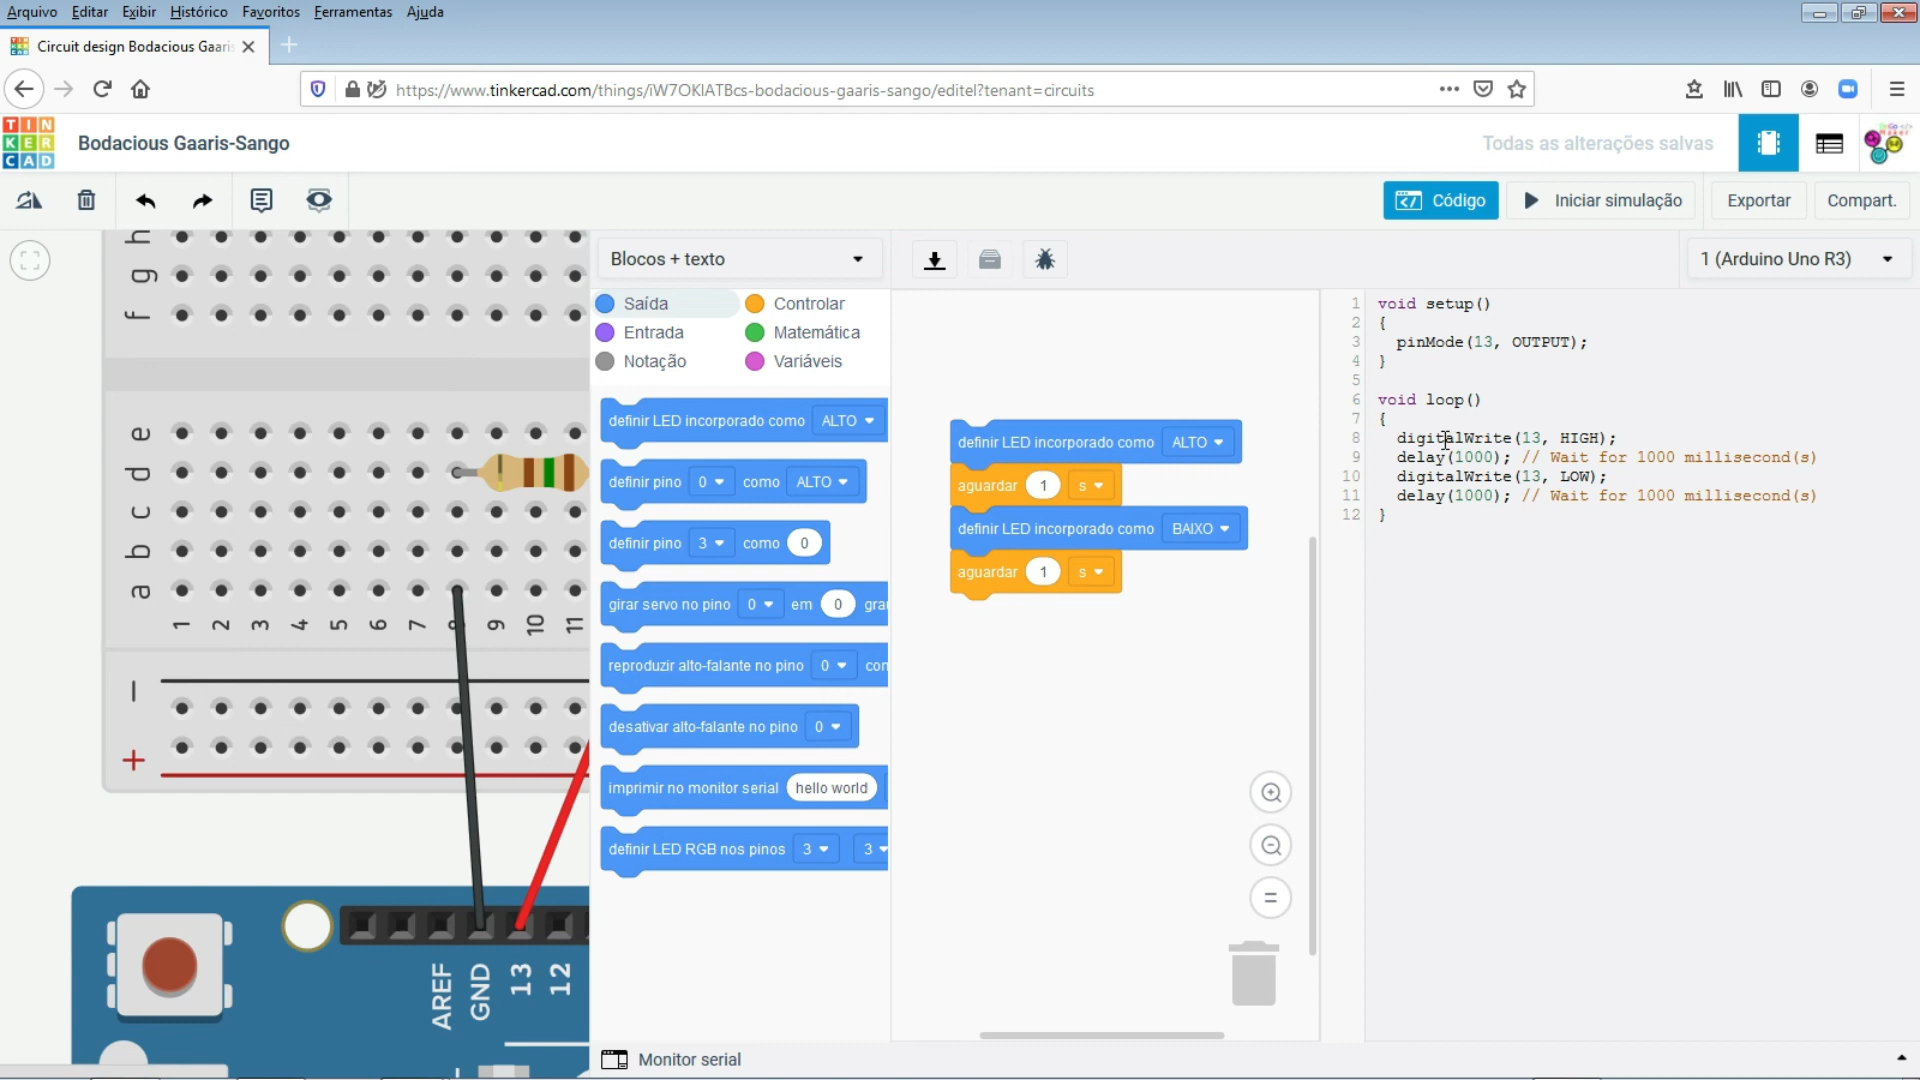 Arquivo Editar Exibir Histórico Favoritos Ferramentas Ajuda
Circuit design Bodacious Gaaris
https://www.tinkercad.com/things/iW7OKIATBcs-bodacious-gaaris-sango/editel?tenant=circuits
TINKERCAD
Bodacious Gaaris-Sango
Todas as alterações salvas
Código
Iniciar simulação
Exportar
Compart.
Blocos + texto
1 (Arduino Uno R3)
Saída
Controlar
Entrada
Matemática
Notação
Variáveis
definir LED incorporado como ALTO
definir pino 0 como ALTO
definir pino 3 como 0
girar servo no pino 0 em 0 grau
reproduzir alto-falante no pino 0 con
desativar alto-falante no pino 0
imprimir no monitor serial hello world
definir LED RGB nos pinos 3 3
definir LED incorporado como ALTO
aguardar 1 s
definir LED incorporado como BAIXO
aguardar 1 s
1 void setup()
2 {
3 pinMode(13, OUTPUT);
4 }
5
6 void loop()
7 {
8 digitalWrite(13, HIGH);
9 delay(1000); // Wait for 1000 millisecond(s)
10 digitalWrite(13, LOW);
11 delay(1000); // Wait for 1000 millisecond(s)
12 }
h
g
f
e
d
c
b
a
1 2 3 4 5 6 7 8 9 10 11
AREF
GND
13
12
Monitor serial